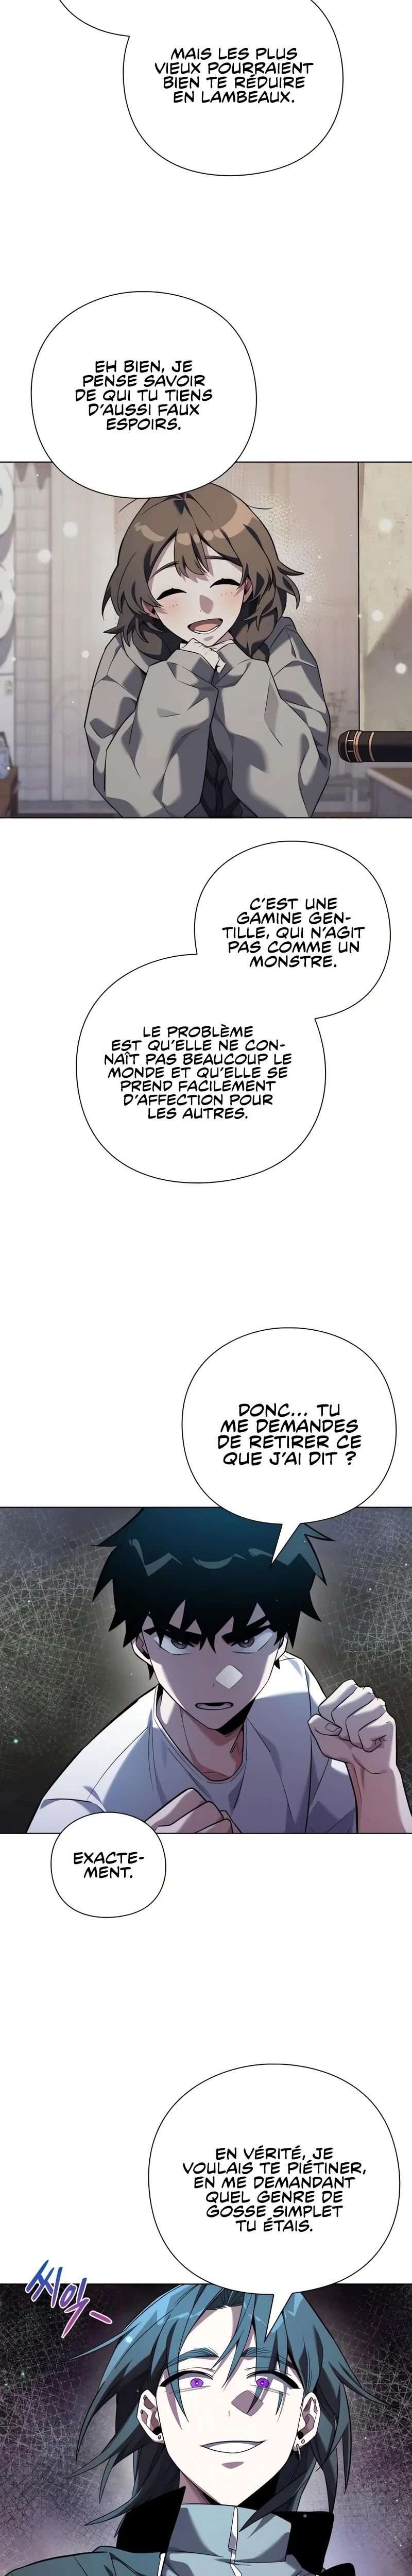 MAIS LES PLUS
VIEUX POURRAIENT
BIEN TE RÉDUIRE
EN LAMBEAUX.
EH BIEN, JE
PENSE SAVOIR
DE QUI TU TIENS
D'AUSSI FAUX
ESPOIRS.
C'EST UNE
GAMINE GEN-
TILLE, QUI N'AGIT
PAS COMME UN
MONSTRE.
LE PROBLÈME
EST QU'ELLE NE CON-
NAÎT PAS BEAUCOUP LE
MONDE ET QU'ELLE SE
PREND FACILEMENT
D'AFFECTION POUR
LES AUTRES.
DONC... TU
ME DEMANDES
DE RETIRER CE
QUE J'AI DIT ?
EXACTE-
MENT.
EN VÉRITÉ, JE
VOULAIS TE PIÉTINER,
EN ME DEMANDANT
QUEL GENRE DE
GOSSE SIMPLET
TU ÉTAIS.
씨익-